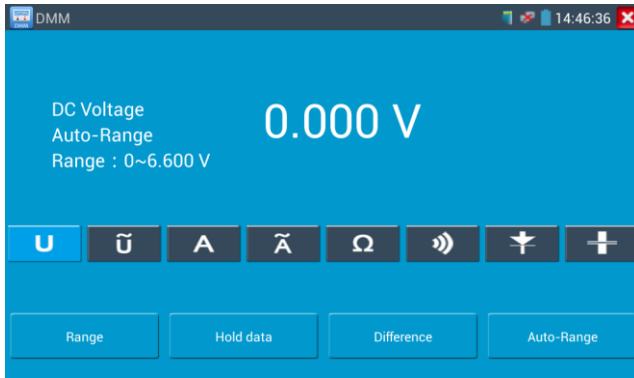 DMM
14:46:36
DC Voltage
Auto-Range
Range : 0~6.600 V
0.000 V
U Ũ A Ã Ω
Range Hold data Difference Auto-Range